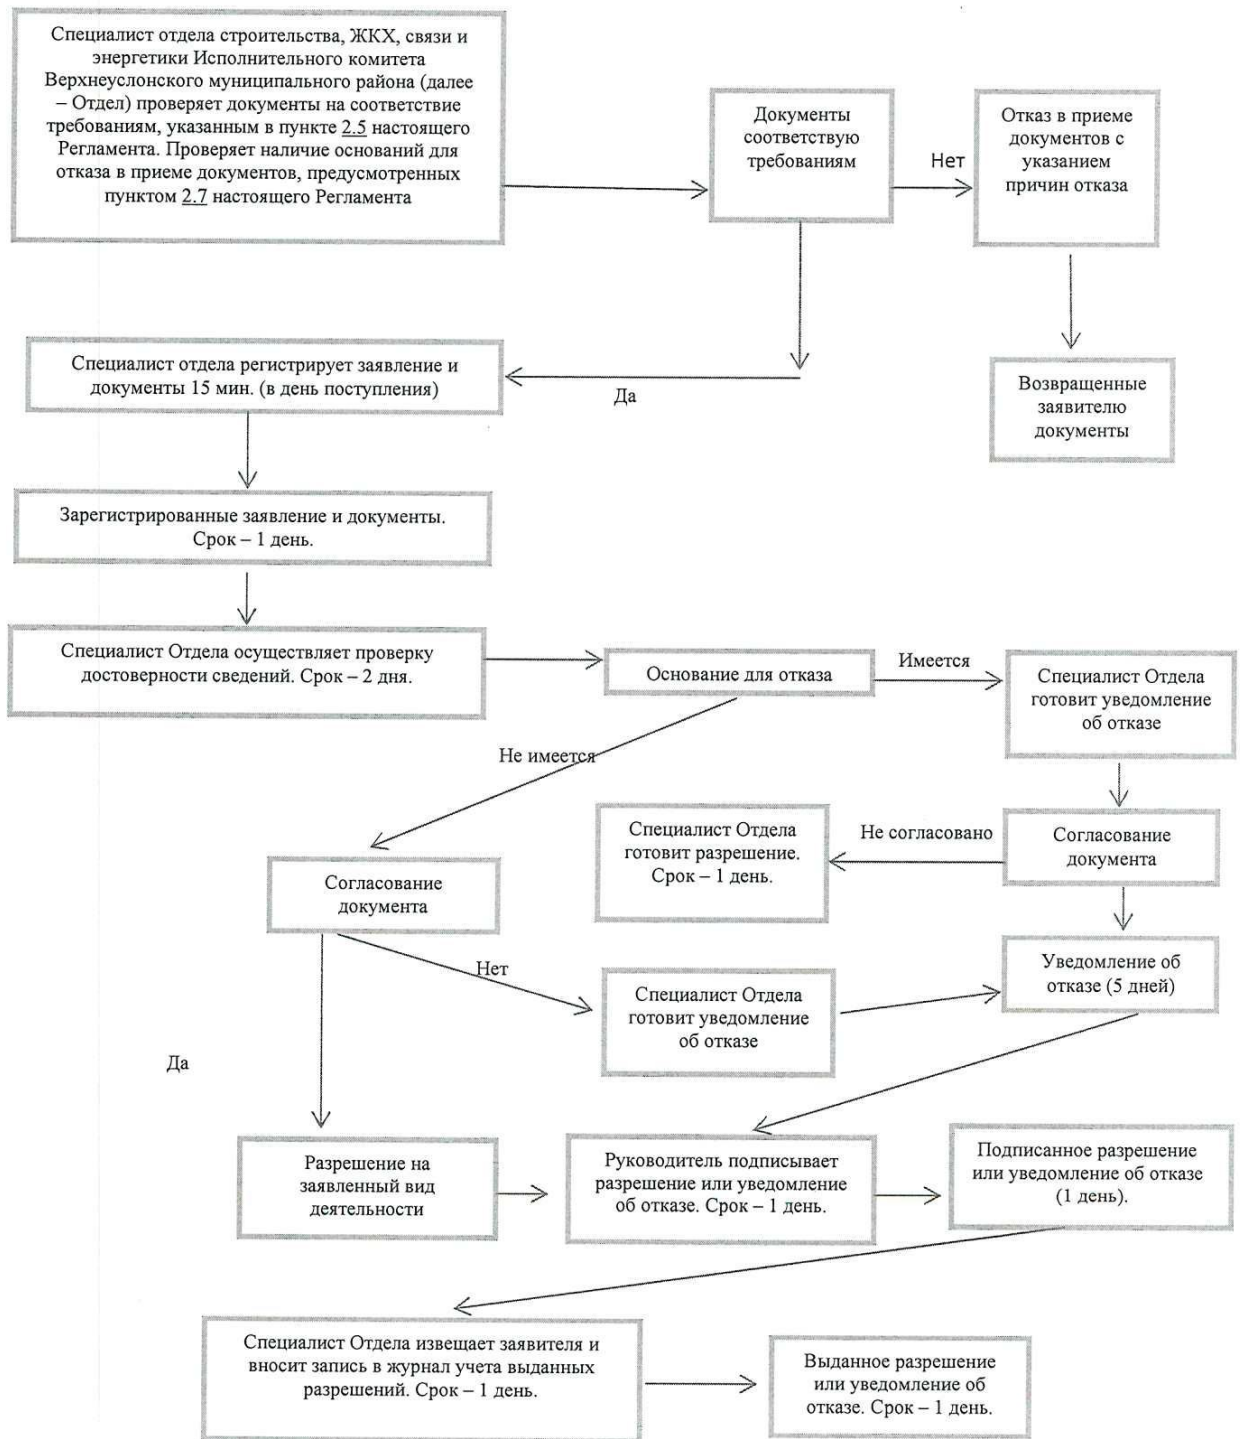 Специалист отдела строительства, ЖКХ, связи и
энергетики Исполнительного комитета
Верхнеуслонского муниципального района (далее
– Отдел) проверяет документы на соответствие
требованиям, указанным в пункте 2.5 настоящего
Регламента. Проверяет наличие оснований для
отказа в приеме документов, предусмотренных
пунктом 2.7 настоящего Регламента
Документы
соответствую
требованиям
Нет
Отказ в приеме
документов с
указанием
причин отказа
Специалист отдела регистрирует заявление и
документы 15 мин. (в день поступления)
Да
Возвращенные
заявителю
документы
Зарегистрированные заявление и документы.
Срок – 1 день.
Специалист Отдела осуществляет проверку
достоверности сведений. Срок – 2 дня.
Основание для отказа
Имеется
Специалист Отдела
готовит уведомление
об отказе
Не имеется
Специалист Отдела
готовит разрешение.
Срок – 1 день.
Не согласовано
Согласование
документа
Согласование
документа
Нет
Специалист Отдела
готовит уведомление
об отказе
Уведомление об
отказе (5 дней)
Да
Разрешение на
заявленный вид
деятельности
Руководитель подписывает
разрешение или уведомление
об отказе. Срок – 1 день.
Подписанное разрешение
или уведомление об отказе
(1 день).
Специалист Отдела извещает заявителя и
вносит запись в журнал учета выданных
разрешений. Срок – 1 день.
Выданное разрешение
или уведомление об
отказе. Срок – 1 день.